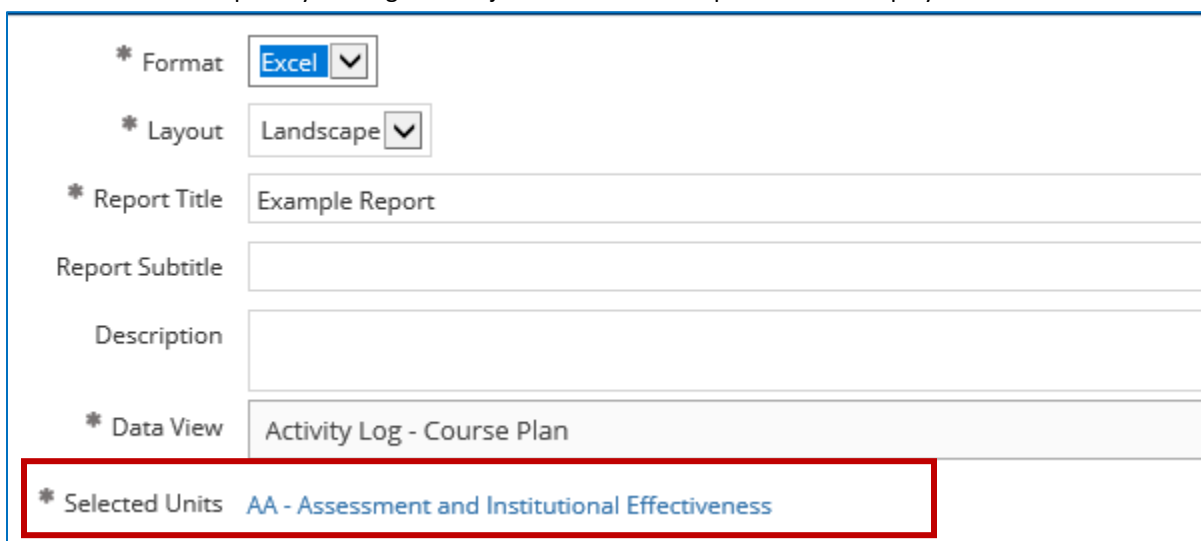 * Format Excel
* Layout Landscape
* Report Title Example Report
Report Subtitle
Description
* Data View Activity Log - Course Plan
* Selected Units AA - Assessment and Institutional Effectiveness